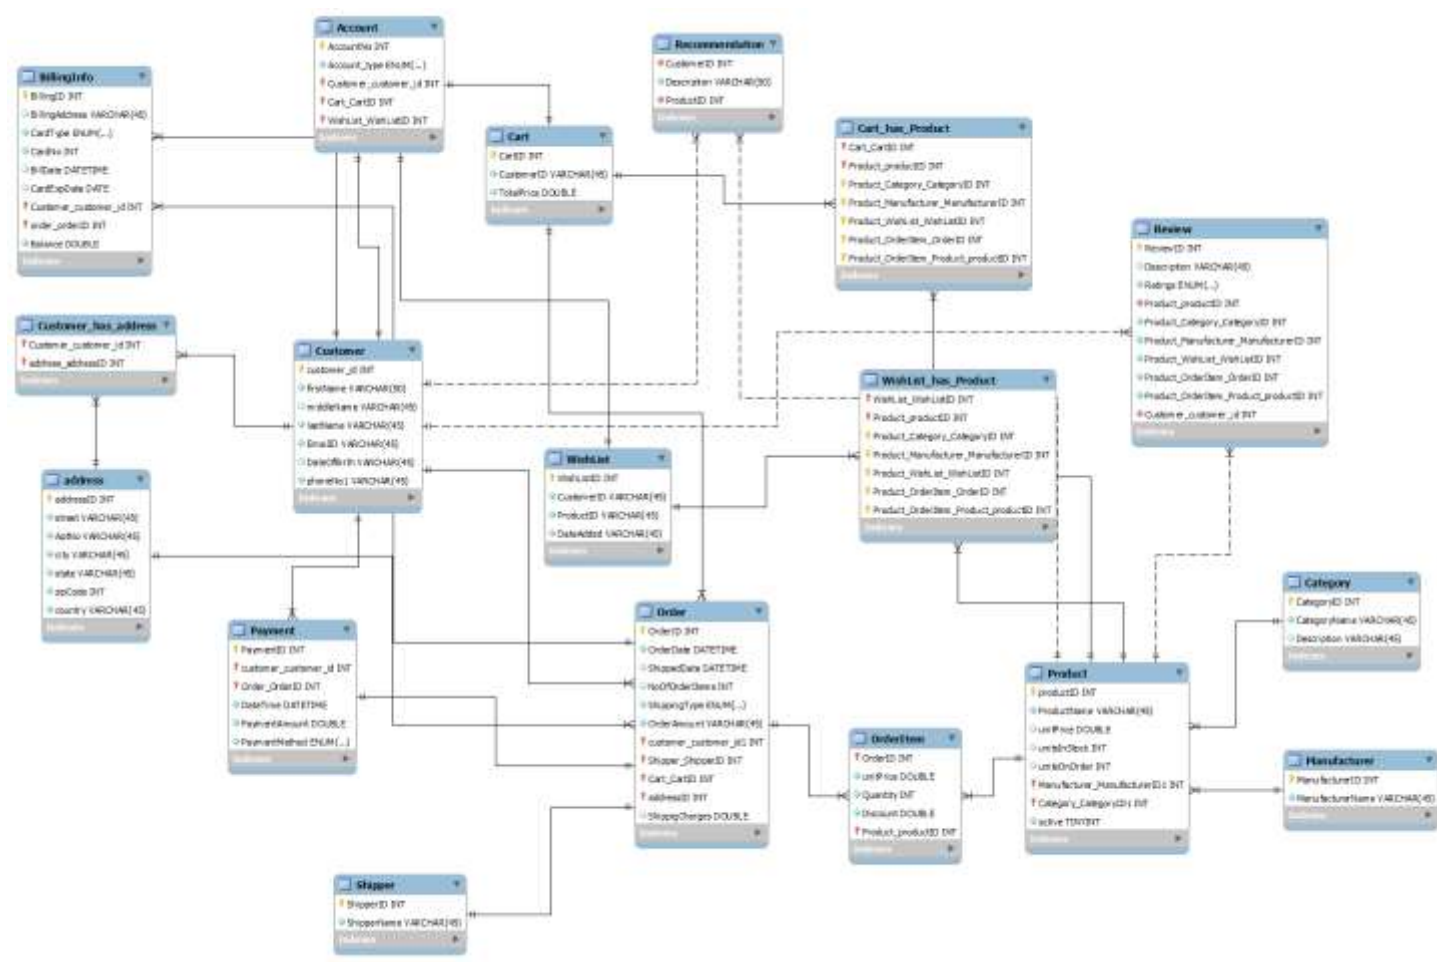 Account
AccountNo INT
Account_type ENUM(...)
Customer_customer_id INT
Cart_CartID INT
WishList_WishListID INT
Indexes
Recommendation
CustomerID INT
Description VARCHAR(90)
ProductID INT
Indexes
BillingInfo
BillingID INT
BillingAddress VARCHAR(45)
CardType ENUM(...)
CardNo INT
BillDate DATETIME
CardExpDate DATE
Customer_customer_id INT
order_orderID INT
Balance DOUBLE
Indexes
Cart
CartID INT
CustomerID VARCHAR(45)
TotalPrice DOUBLE
Indexes
Cart_has_Product
Cart_CartID INT
Product_productID INT
Product_Category_CategoryID INT
Product_Manufacturer_ManufacturerID INT
Product_WishList_WishListID INT
Product_OrderItem_OrderID INT
Product_OrderItem_Product_productID INT
Indexes
Review
ReviewID INT
Description VARCHAR(45)
Ratings ENUM(...)
Product_productID INT
Product_Category_CategoryID INT
Product_Manufacturer_ManufacturerID INT
Product_WishList_WishListID INT
Product_OrderItem_OrderID INT
Product_OrderItem_Product_productID INT
Customer_customer_id INT
Indexes
Customer_has_address
Customer_customer_id INT
address_addressID INT
Indexes
Customer
customer_id INT
firstName VARCHAR(50)
middleName VARCHAR(45)
lastName VARCHAR(45)
EmailID VARCHAR(45)
DateOfBirth VARCHAR(45)
phoneNo1 VARCHAR(45)
Indexes
WishList_has_Product
WishList_WishListID INT
Product_productID INT
Product_Category_CategoryID INT
Product_Manufacturer_ManufacturerID INT
Product_WishList_WishListID INT
Product_OrderItem_OrderID INT
Product_OrderItem_Product_productID INT
Indexes
WishList
WishListID INT
CustomerID VARCHAR(45)
ProductID VARCHAR(45)
DateAdded VARCHAR(45)
Indexes
address
addressID INT
street VARCHAR(45)
AptNo VARCHAR(45)
city VARCHAR(45)
state VARCHAR(45)
zipCode INT
country VARCHAR(45)
Indexes
Payment
PaymentID INT
customer_customer_id INT
Order_OrderID INT
DateTime DATETIME
PaymentAmount DOUBLE
PaymentMethod ENUM(...)
Indexes
Order
OrderID INT
OrderDate DATETIME
ShippedDate DATETIME
NoOfOrderItems INT
ShippingType ENUM(...)
OrderAmount VARCHAR(45)
customer_customer_id1 INT
Shipper_ShipperID INT
Cart_CartID INT
addressID INT
ShippigCharges DOUBLE
Indexes
Category
CategoryID INT
CategoryName VARCHAR(45)
Description VARCHAR(45)
Indexes
Product
productID INT
ProductName VARCHAR(45)
unitPrice DOUBLE
unitsInStock INT
unitsOnOrder INT
Manufacturer_ManufacturerID1 INT
Category_CategoryID1 INT
active TINYINT
Indexes
OrderItem
OrderID INT
unitPrice DOUBLE
Quantity INT
Discount DOUBLE
Product_productID INT
Indexes
Manufacturer
ManufacturerID INT
ManufacturerName VARCHAR(45)
Indexes
Shipper
ShipperID INT
ShipperName VARCHAR(45)
Indexes